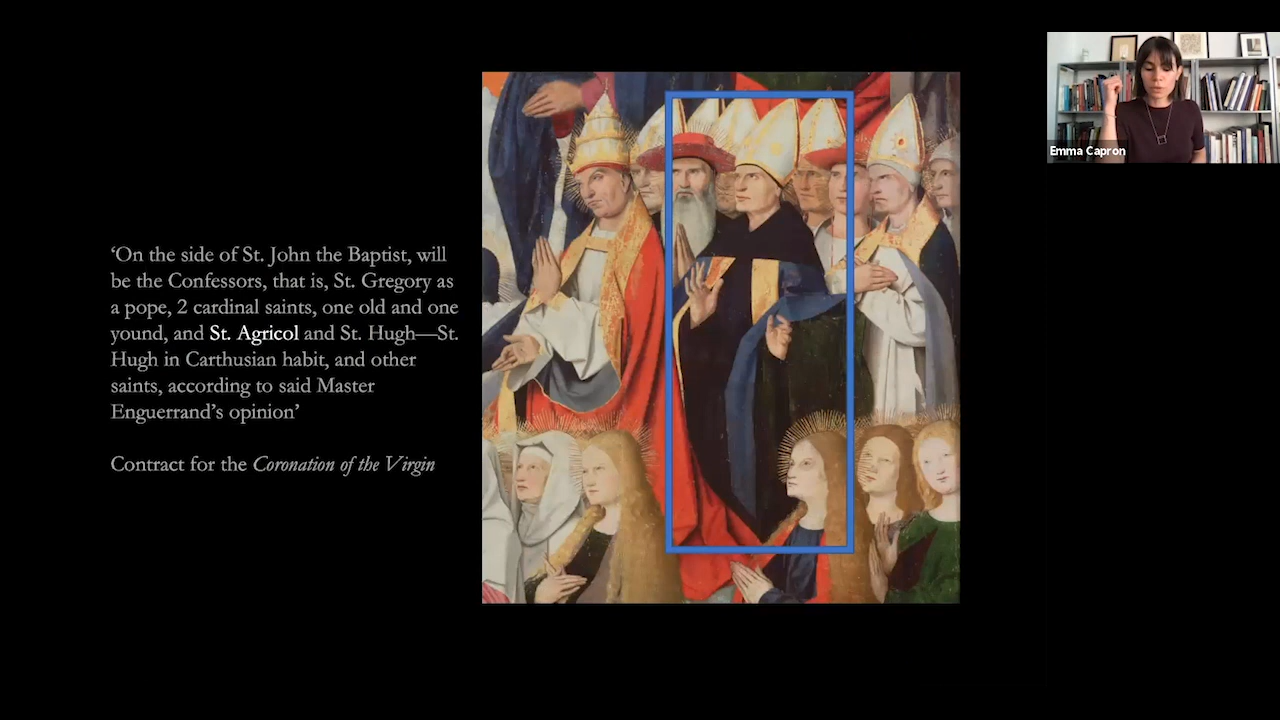 ‘On the side of St. John the Baptist, will
be the Confessors, that is, St. Gregory as
a pope, 2 cardinal saints, one old and one
yound, and St. Agricol and St. Hugh—St.
Hugh in Carthusian habit, and other
saints, according to said Master
Enguerrand’s opinion’
Contract for the Coronation of the Virgin
Emma Capron